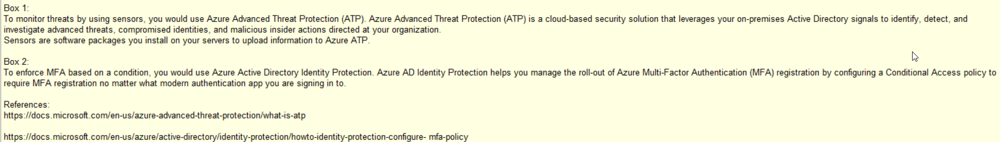 Box 1:
To monitor threats by using sensors, you would use Azure Advanced Threat Protection (ATP). Azure Advanced Threat Protection (ATP) is a cloud-based security solution that leverages your on-premises Active Directory signals to identify, detect, and
investigate advanced threats, compromised identities, and malicious insider actions directed at your organization.
Sensors are software packages you install on your servers to upload information to Azure ATP.
Box 2:
To enforce MFA based on a condition, you would use Azure Active Directory Identity Protection. Azure AD Identity Protection helps you manage the roll-out of Azure Multi-Factor Authentication (MFA) registration by configuring a Conditional Access policy to
require MFA registration no matter what modern authentication app you are signing in to.
References:
https://docs.microsoft.com/en-us/azure-advanced-threat-protection/what-is-atp
https://docs.microsoft.com/en-us/azure/active-directory/identity-protection/howto-identity-protection-configure- mfa-policy